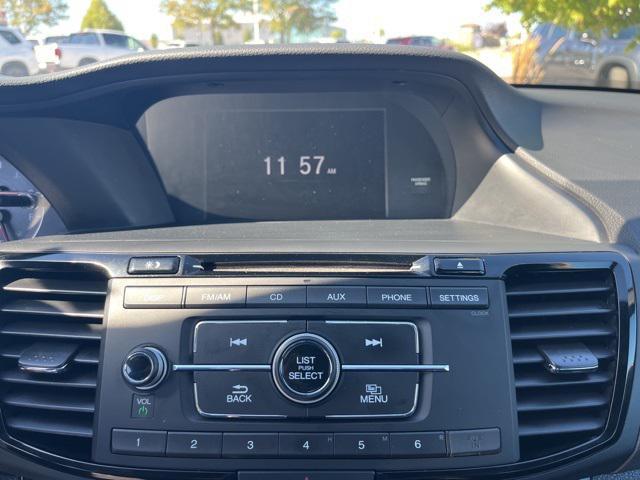 11 57 AM
PASSENGER AIRBAG
DISP FM/AM CD AUX PHONE SETTINGS
CLOCK
LIST
PUSH
SELECT
VOL
BACK MENU
1 2 3 4 H 5 M 6 R